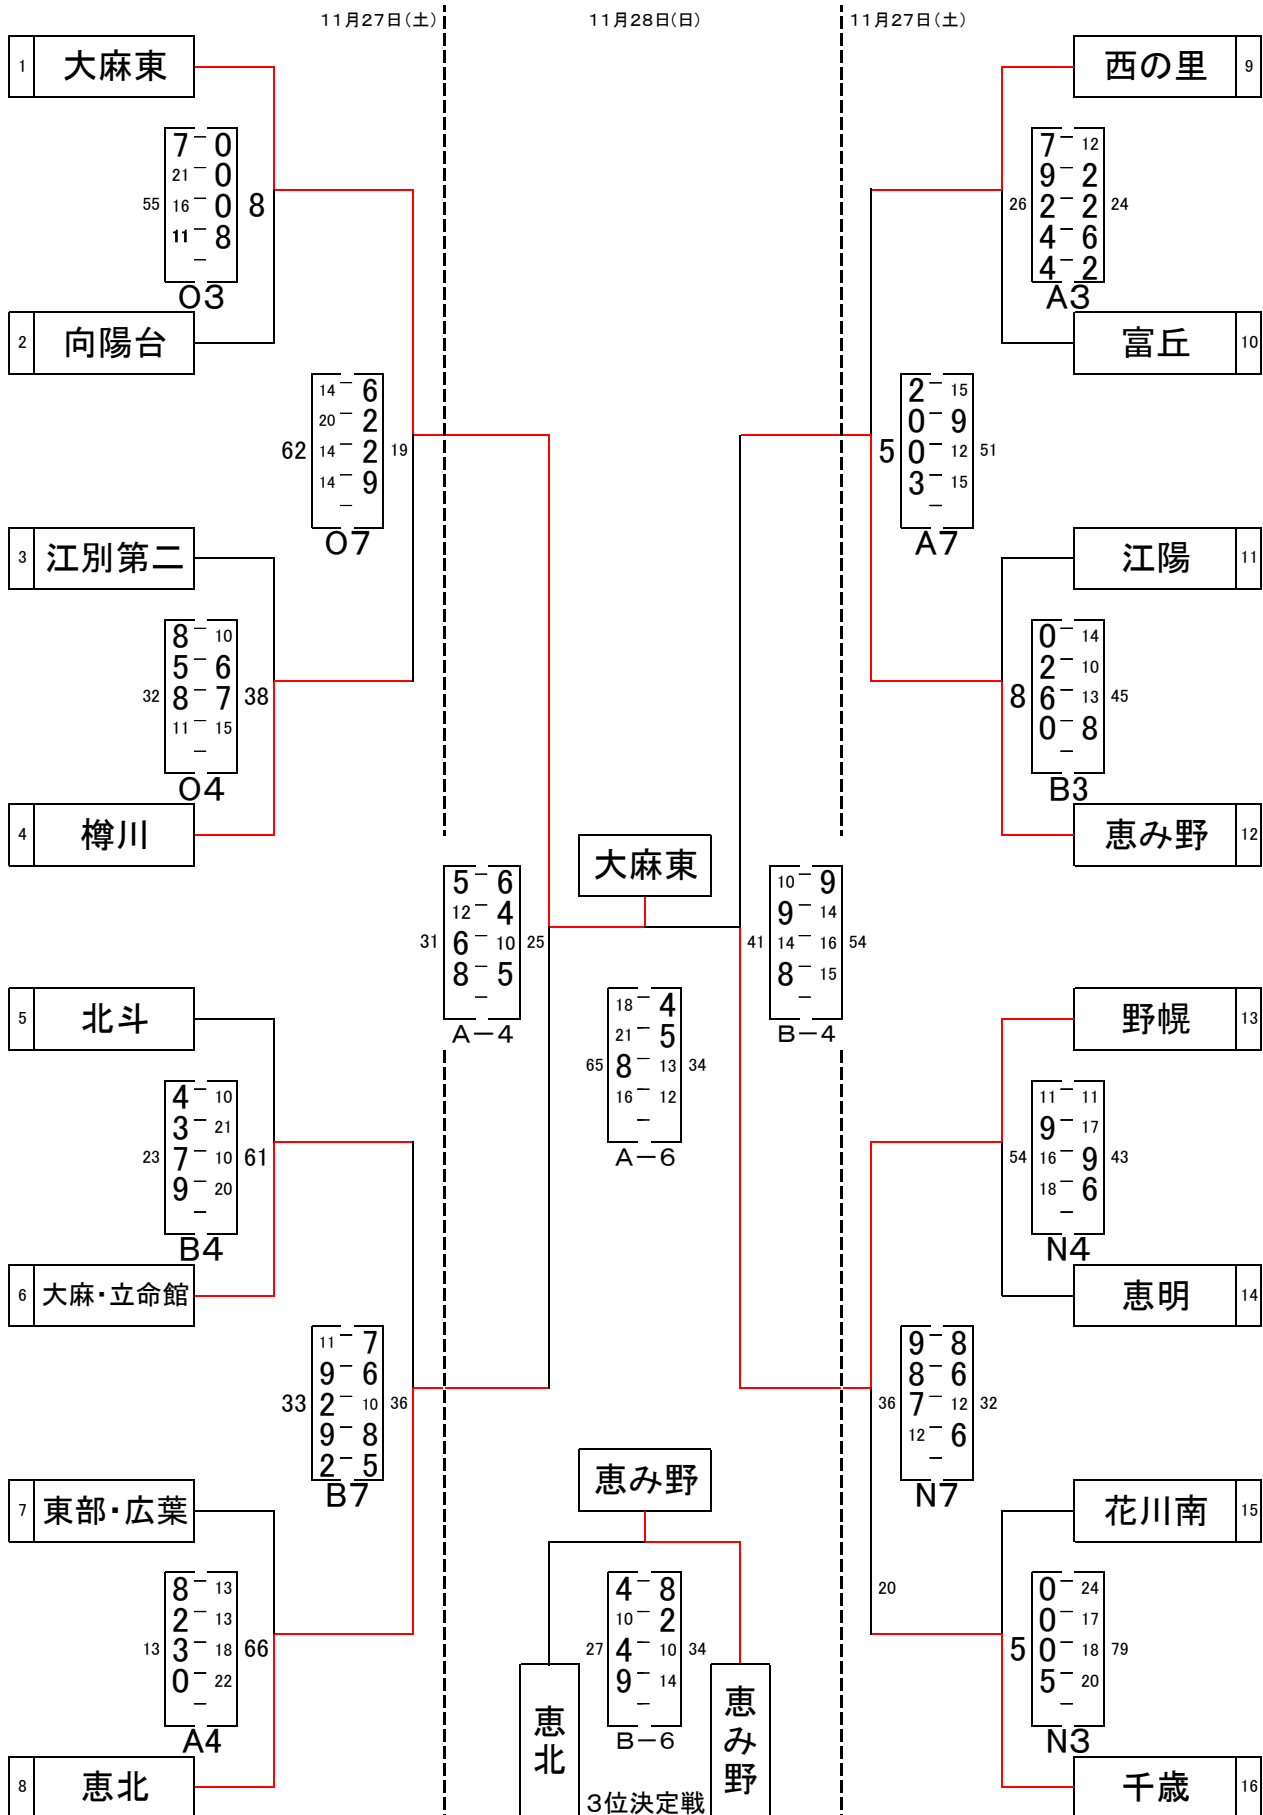 11月27日(土)
11月28日(日)
11月27日(土)
1 大麻東
7 － 0
21 － 0
55 16 － 0 8
11 － 8
－
O3
2 向陽台
14 － 6
20 － 2
62 14 － 2 19
14 － 9
－
O7
3 江別第二
8 － 10
5 － 6
32 8 － 7 38
11 － 15
－
O4
4 樽川
5 － 6
12 － 4
31 6 － 10 25
8 － 5
－
A－4
5 北斗
4 － 10
3 － 21
23 7 － 10 61
9 － 20
－
B4
6 大麻・立命館
11 － 7
9 － 6
33 2 － 10 36
9 － 8
2 － 5
B7
7 東部・広葉
8 － 13
2 － 13
13 3 － 18 66
0 － 22
－
A4
8 恵北
大麻東
18 － 4
21 － 5
65 8 － 13 34
16 － 12
－
A－6
恵み野
4 － 8
10 － 2
27 4 － 10 34
9 － 14
－
B－6
恵北
恵み野
3位決定戦
西の里 9
7 － 12
9 － 2
26 2 － 2 24
4 － 6
4 － 2
A3
富丘 10
2 － 15
0 － 9
5 0 － 12 51
3 － 15
－
A7
江陽 11
0 － 14
2 － 10
8 6 － 13 45
0 － 8
－
B3
恵み野 12
10 － 9
9 － 14
41 14 － 16 54
8 － 15
－
B－4
野幌 13
11 － 11
9 － 17
54 16 － 9 43
18 － 6
－
N4
恵明 14
9 － 8
8 － 6
36 7 － 12 32
12 － 6
－
N7
花川南 15
20
0 － 24
0 － 17
5 0 － 18 79
5 － 20
－
N3
千歳 16